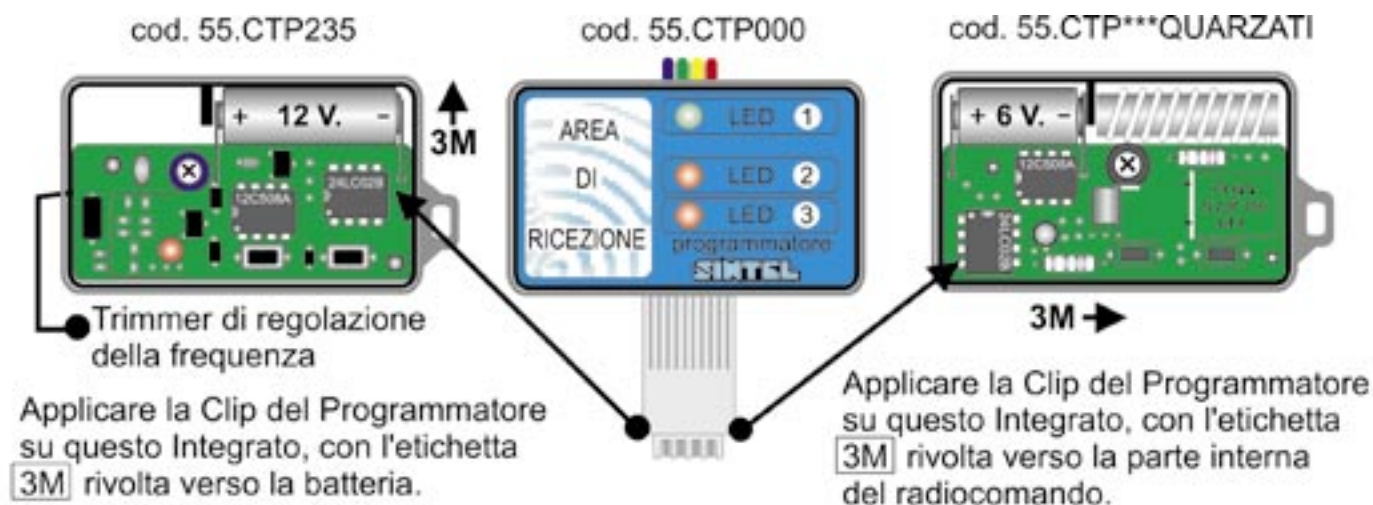 cod. 55.CTP235
cod. 55.CTP000
cod. 55.CTP***QUARZATI
+ 12 V. -
3M
12C508A
24LC02B
AREA
DI
RICEZIONE
LED 1
LED 2
LED 3
programmatore
SINTEL
+ 6 V. -
12C508A
24LC02B
3M
Trimmer di regolazione
della frequenza
Applicare la Clip del Programmatore
su questo Integrato, con l'etichetta
3M rivolta verso la batteria.
Applicare la Clip del Programmatore
su questo Integrato, con l'etichetta
3M rivolta verso la parte interna
del radiocomando.